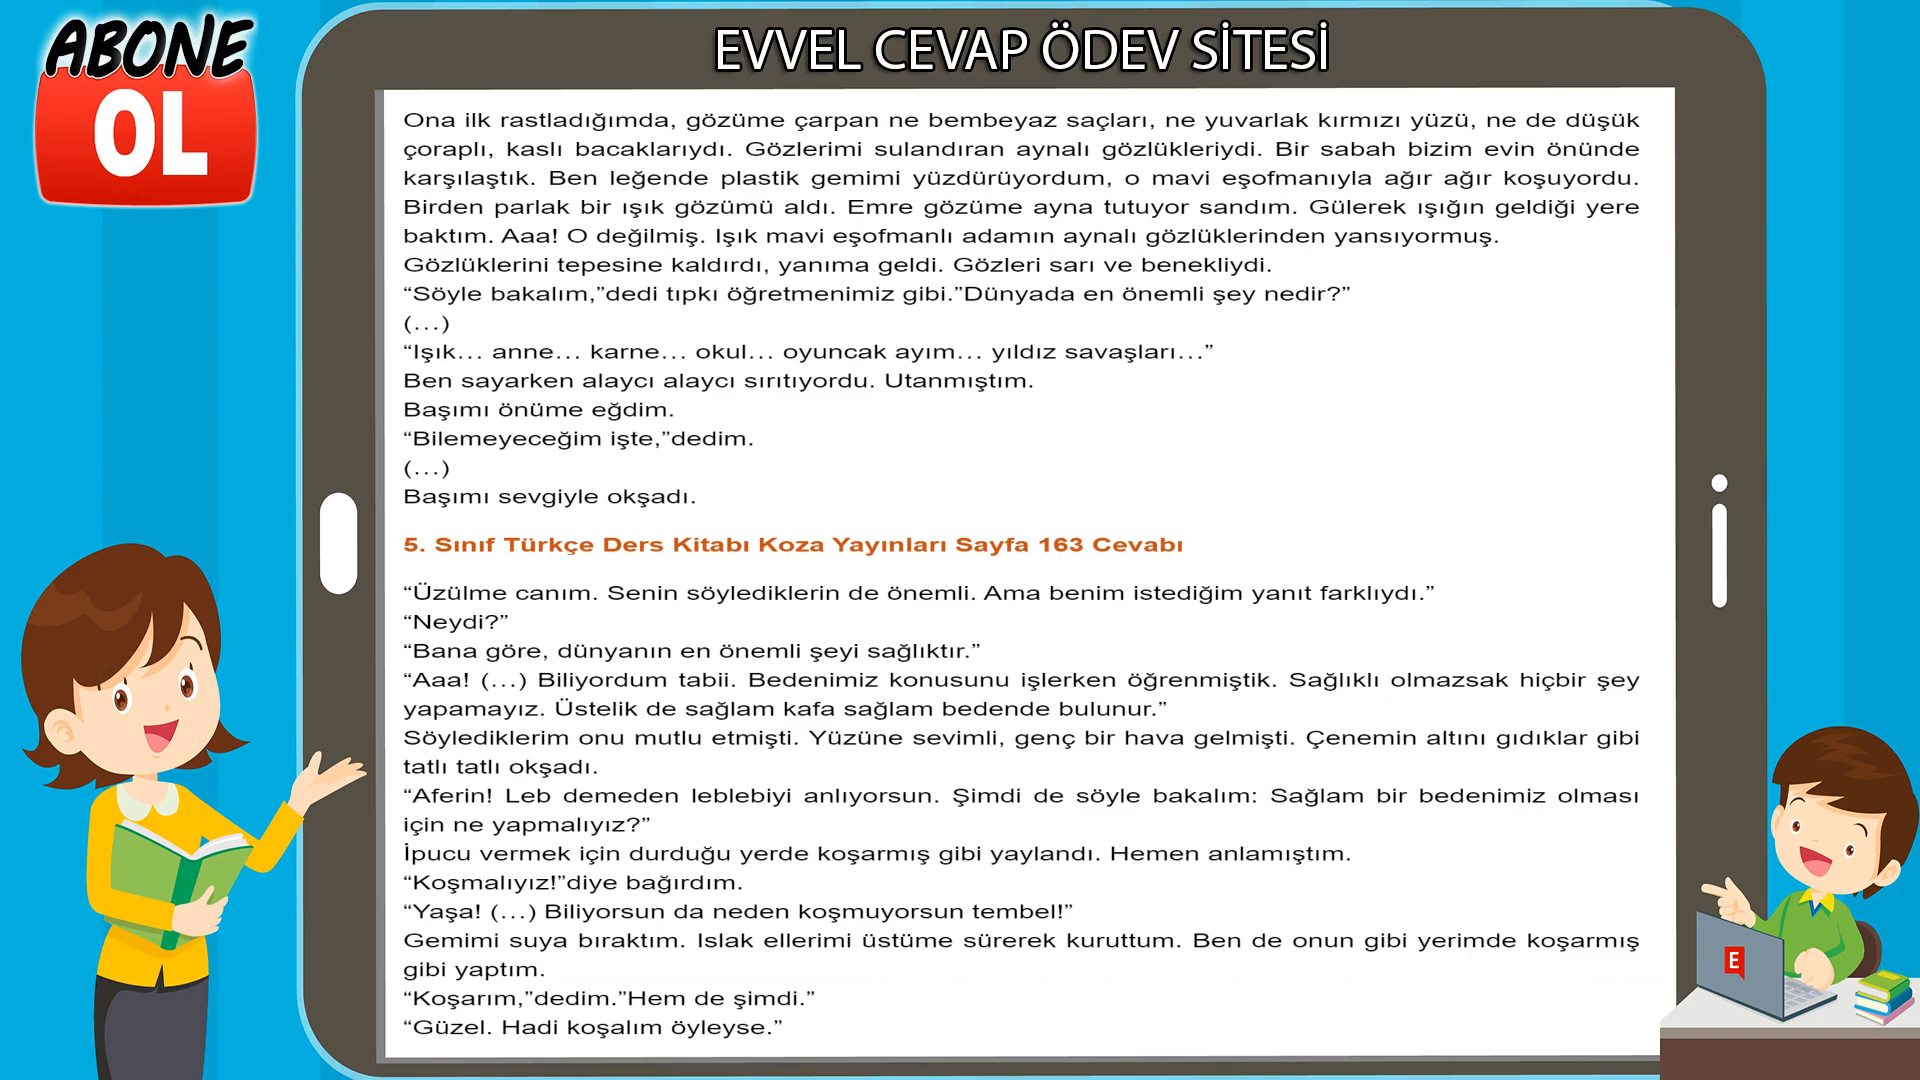 ABONE
OL
EVVEL CEVAP ÖDEV SİTESİ
Ona ilk rastladığımda, gözüme çarpan ne bembeyaz saçları, ne yuvarlak kırmızı yüzü, ne de düşük
çoraplı, kaslı bacaklarıydı. Gözlerimi sulandıran aynalı gözlükleriydi. Bir sabah bizim evin önünde
karşılaştık. Ben leğende plastik gemimi yüzdürüyordum, o mavi eşofmanıyla ağır ağır koşuyordu.
Birden parlak bir ışık gözümü aldı. Emre gözüme ayna tutuyor sandım. Gülerek ışığın geldiği yere
baktım. Aaa! O değilmiş. Işık mavi eşofmanlı adamın aynalı gözlüklerinden yansıyormuş.
Gözlüklerini tepesine kaldırdı, yanıma geldi. Gözleri sarı ve benekliydi.
“Söyle bakalım,”dedi tıpkı öğretmenimiz gibi.”Dünyada en önemli şey nedir?”
(…)
“Işık… anne… karne… okul… oyuncak ayım… yıldız savaşları…”
Ben sayarken alaycı alaycı sırıtıyordu. Utanmıştım.
Başımı önüme eğdim.
“Bilemeyeceğim işte,”dedim.
(…)
Başımı sevgiyle okşadı.
5. Sınıf Türkçe Ders Kitabı Koza Yayınları Sayfa 163 Cevabı
“Üzülme canım. Senin söylediklerin de önemli. Ama benim istediğim yanıt farklıydı.”
“Neydi?”
“Bana göre, dünyanın en önemli şeyi sağlıktır.”
“Aaa! (…) Biliyordum tabii. Bedenimiz konusunu işlerken öğrenmiştik. Sağlıklı olmazsak hiçbir şey
yapamayız. Üstelik de sağlam kafa sağlam bedende bulunur.”
Söylediklerim onu mutlu etmişti. Yüzüne sevimli, genç bir hava gelmişti. Çenemin altını gıdıklar gibi
tatlı tatlı okşadı.
“Aferin! Leb demeden leblebiyi anlıyorsun. Şimdi de söyle bakalım: Sağlam bir bedenimiz olması
için ne yapmalıyız?”
İpucu vermek için durduğu yerde koşarmış gibi yaylandı. Hemen anlamıştım.
“Koşmalıyız!”diye bağırdım.
“Yaşa! (…) Biliyorsun da neden koşmuyorsun tembel!”
Gemimi suya bıraktım. Islak ellerimi üstüme sürerek kuruttum. Ben de onun gibi yerimde koşarmış
gibi yaptım.
“Koşarım,”dedim.”Hem de şimdi.”
“Güzel. Hadi koşalım öyleyse.”
E